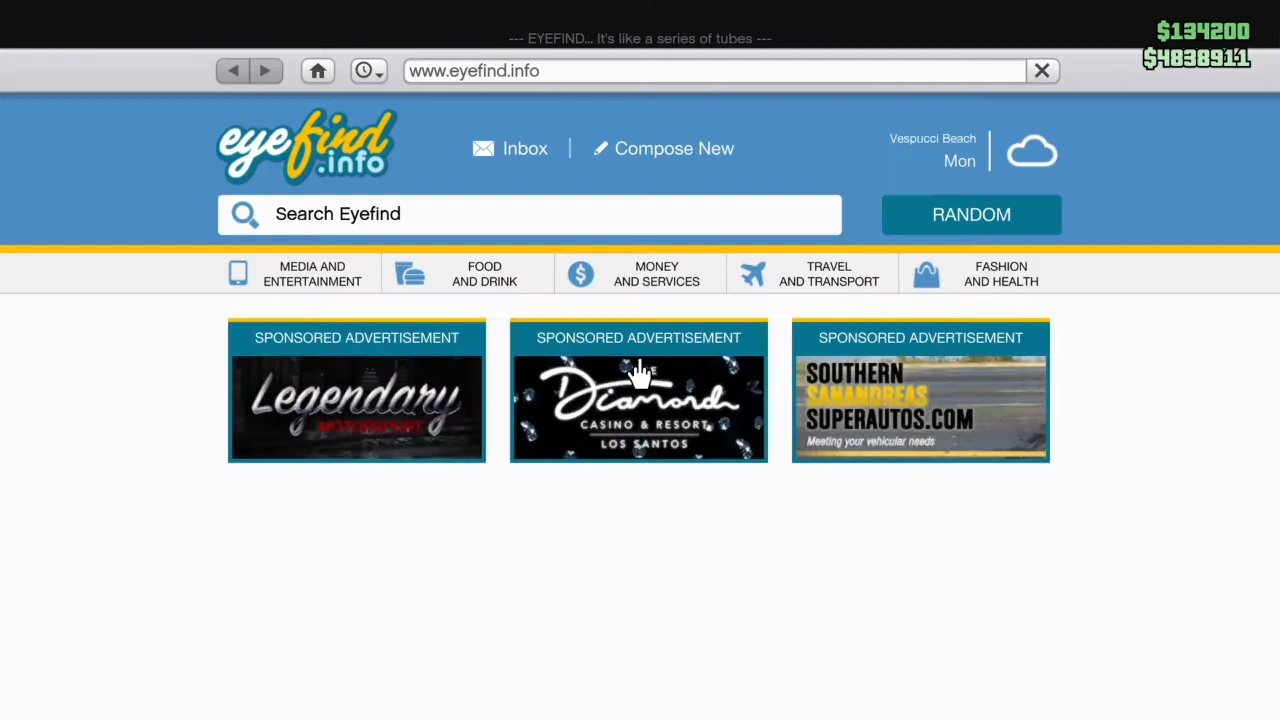 --- EYEFIND... It's like a series of tubes ---
$134200
$4838911
www.eyefind.info
eyefind
.info
Inbox
Compose New
Vespucci Beach
Mon
Search Eyefind
RANDOM
MEDIA AND
ENTERTAINMENT
FOOD
AND DRINK
MONEY
AND SERVICES
TRAVEL
AND TRANSPORT
FASHION
AND HEALTH
SPONSORED ADVERTISEMENT
Legendary
MOTORSPORT
SPONSORED ADVERTISEMENT
Diamond
CASINO & RESORT
LOS SANTOS
SPONSORED ADVERTISEMENT
SOUTHERN
SANANDREAS
SUPERAUTOS.COM
Meeting your vehicular needs